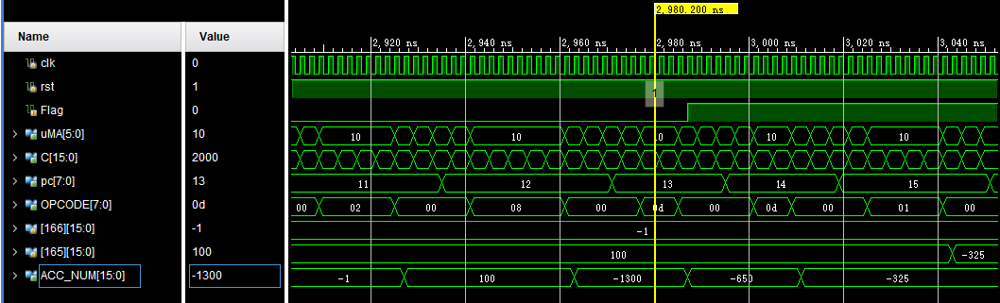 2,980.200 ns
Name Value
2,920 ns 2,940 ns 2,960 ns 2,980 ns 3,000 ns 3,020 ns 3,040 ns
clk 0
rst 1
Flag 0
uMA[5:0] 10 10 10 0 10 10
C[15:0] 2000
pc[7:0] 13 11 12 13 14 15
OPCODE[7:0] 0d 00 02 00 08 00 0d 00 0d 00 01 00
[166][15:0] -1 -1
[165][15:0] 100 100 -325
ACC_NUM[15:0] -1300 -1 100 -1300 -650 -325